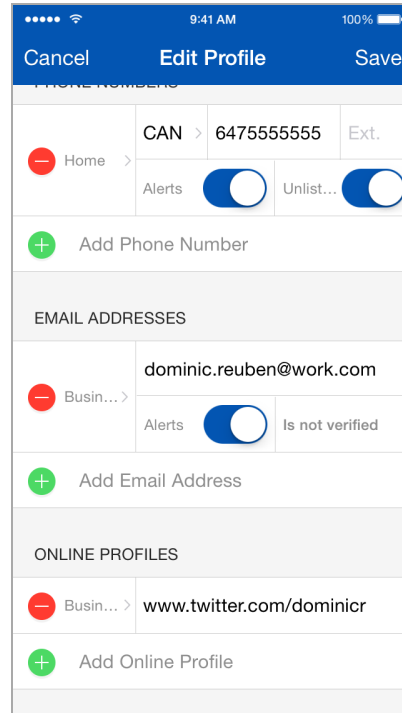 9:41 AM 100%
Cancel Edit Profile Save
PHONE NUMBERS
Home CAN 6475555555 Ext.
Alerts Unlist...
Add Phone Number
EMAIL ADDRESSES
dominic.reuben@work.com
Busin...
Alerts Is not verified
Add Email Address
ONLINE PROFILES
Busin... www.twitter.com/dominicr
Add Online Profile